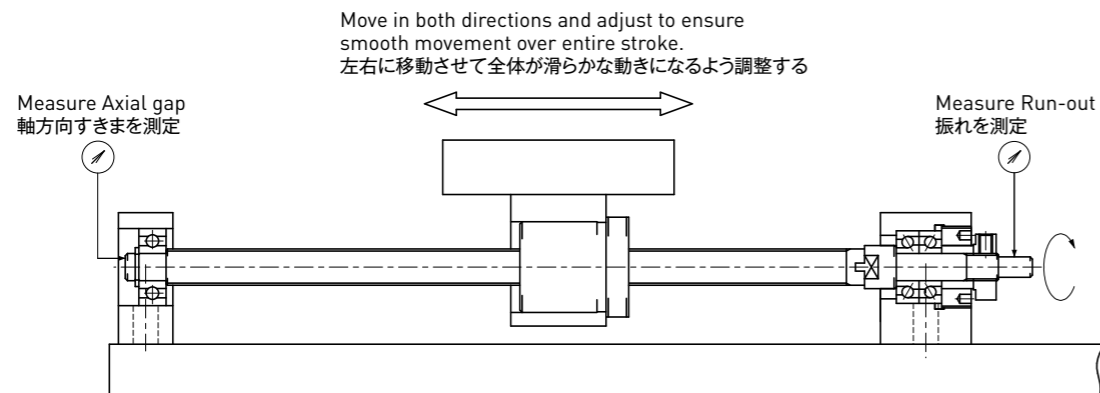 Move in both directions and adjust to ensure
smooth movement over entire stroke.
左右に移動させて全体が滑らかな動きになるよう調整する
Measure Axial gap
軸方向すきまを測定
Measure Run-out
振れを測定